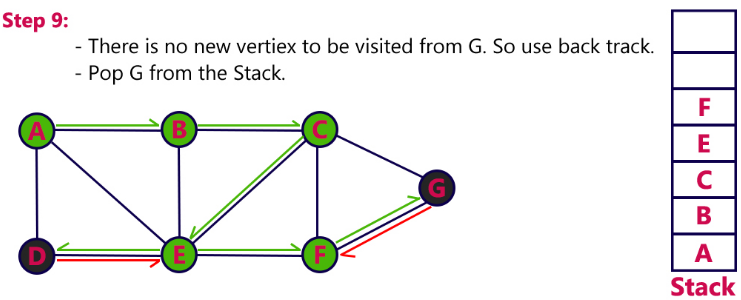 Step 9:
- There is no new vertiex to be visited from G. So use back track.
- Pop G from the Stack.
A B C
G
D E F
F
E
C
B
A
Stack